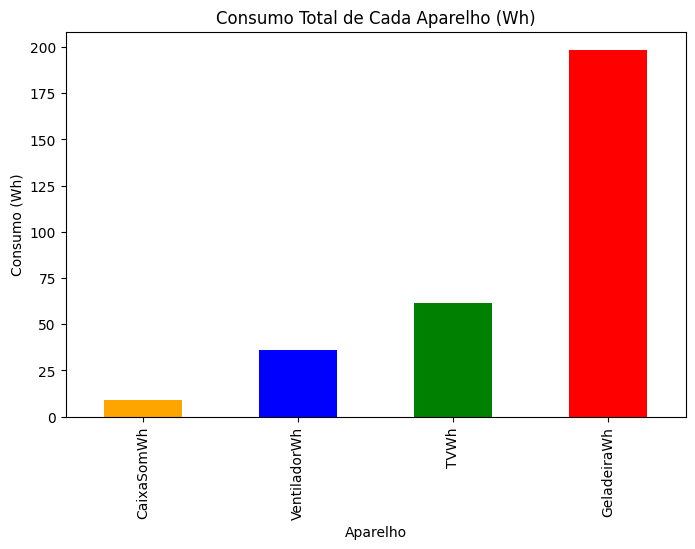 Consumo Total de Cada Aparelho (Wh)
200
175
150
125
100
75
50
25
0
Consumo (Wh)
CaixaSomWh
VentiladorWh
TVWh
GeladeiraWh
Aparelho